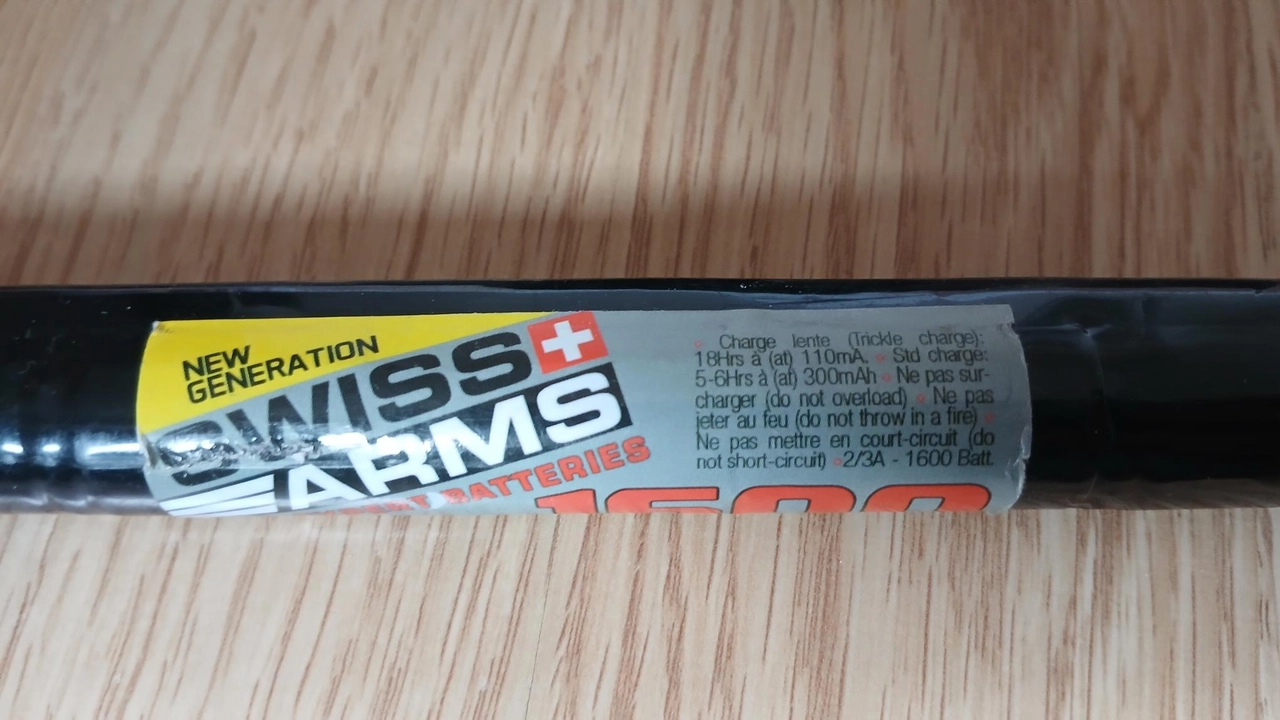 NEW
GENERATION
SWISS
ARMS
BATTERIES
Charge lente (Trickle charge):
18Hrs à (at) 110mA. Std charge:
5-6Hrs à (at) 300mAh Ne pas sur-
charger (do not overload) Ne pas
jeter au feu (do not throw in a fire)
Ne pas mettre en court-circuit (do
not short-circuit) 2/3A - 1600 Batt.
1600